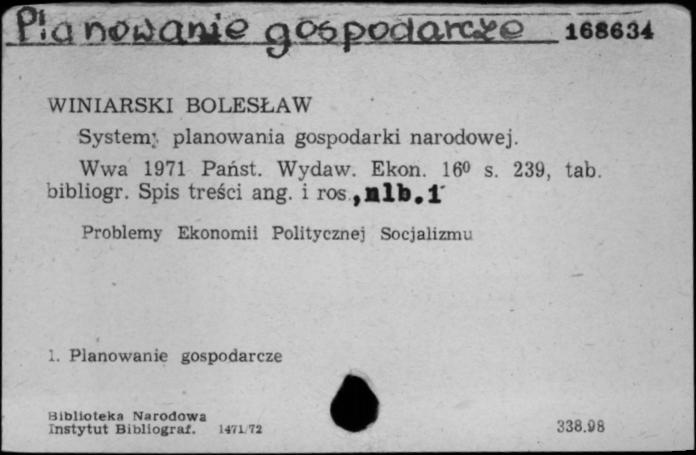 Planowanie gospodarcze 168634
WINIARSKI BOLESŁAW
Systemy planowania gospodarki narodowej.
Wwa 1971 Państ. Wydaw. Ekon. 16⁰ s. 239, tab.
bibliogr. Spis treści ang. i ros., nlb. 1
Problemy Ekonomii Politycznej Socjalizmu
1. Planowanie gospodarcze
Biblioteka Narodowa
Instytut Bibliograf. 1471/72 338.98